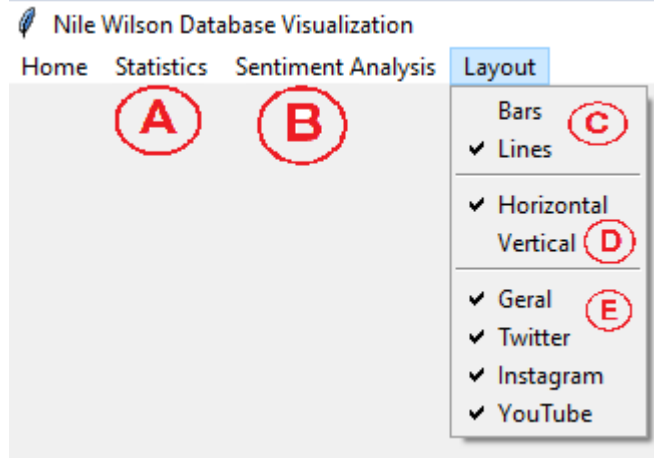 Nile Wilson Database Visualization
Home Statistics Sentiment Analysis Layout
A B
Bars C
✓ Lines
✓ Horizontal
Vertical D
✓ Geral E
✓ Twitter
✓ Instagram
✓ YouTube